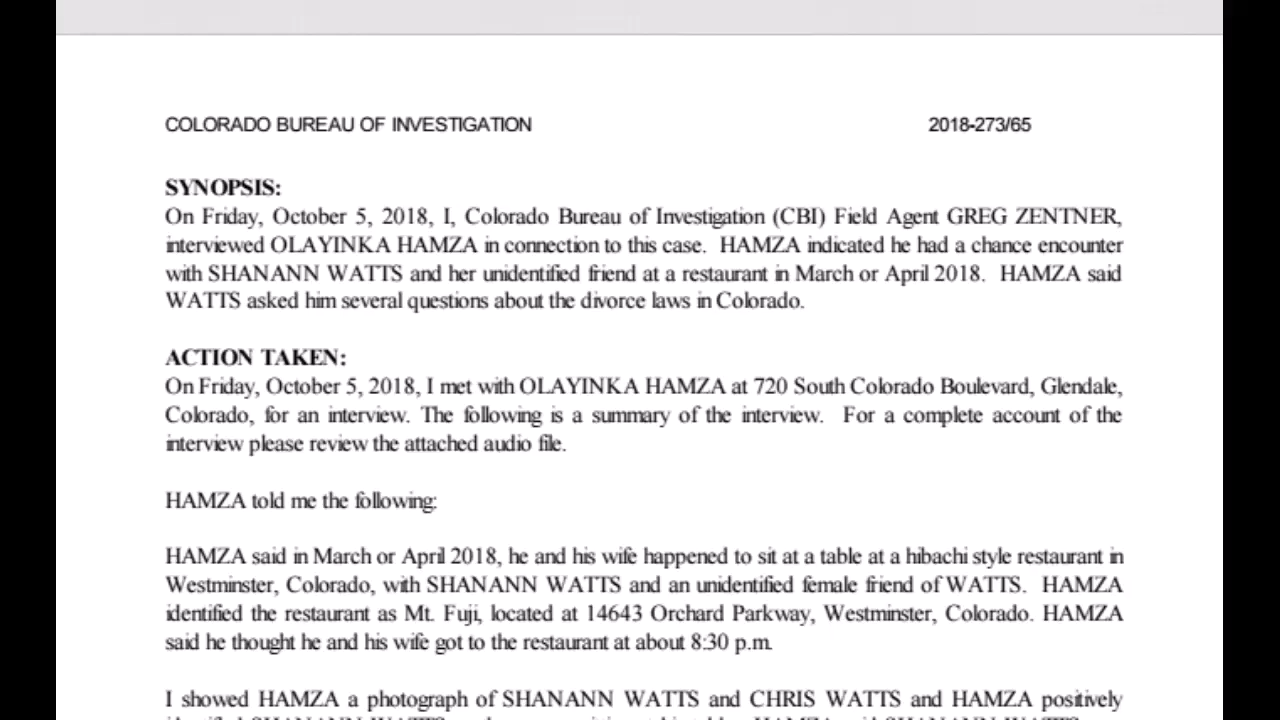 COLORADO BUREAU OF INVESTIGATION 2018-273/65
SYNOPSIS:
On Friday, October 5, 2018, I, Colorado Bureau of Investigation (CBI) Field Agent GREG ZENTNER,
interviewed OLAYINKA HAMZA in connection to this case. HAMZA indicated he had a chance encounter
with SHANANN WATTS and her unidentified friend at a restaurant in March or April 2018. HAMZA said
WATTS asked him several questions about the divorce laws in Colorado.
ACTION TAKEN:
On Friday, October 5, 2018, I met with OLAYINKA HAMZA at 720 South Colorado Boulevard, Glendale,
Colorado, for an interview. The following is a summary of the interview. For a complete account of the
interview please review the attached audio file.
HAMZA told me the following:
HAMZA said in March or April 2018, he and his wife happened to sit at a table at a hibachi style restaurant in
Westminster, Colorado, with SHANANN WATTS and an unidentified female friend of WATTS. HAMZA
identified the restaurant as Mt. Fuji, located at 14643 Orchard Parkway, Westminster, Colorado. HAMZA
said he thought he and his wife got to the restaurant at about 8:30 p.m.
I showed HAMZA a photograph of SHANANN WATTS and CHRIS WATTS and HAMZA positively